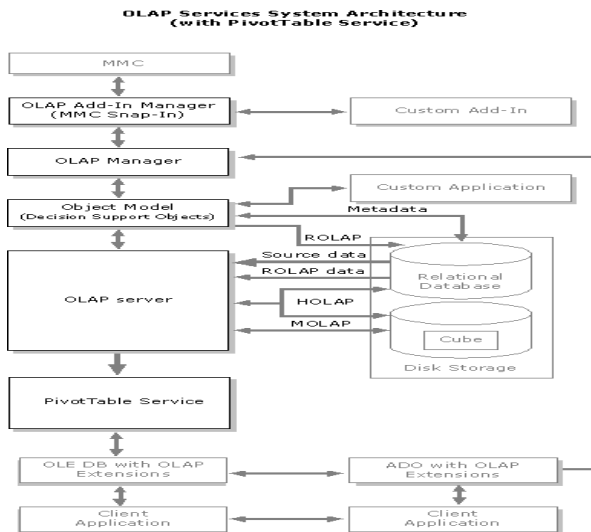 OLAP Services System Architecture
(with PivotTable Service)
MMC
OLAP Add-In Manager
(MMC Snap-In)
Custom Add-In
OLAP Manager
Object Model
(Decision Support Objects)
Custom Application
Metadata
ROLAP
Source data
ROLAP data
Relational
Database
OLAP server
HOLAP
MOLAP
Cube
Disk Storage
PivotTable Service
OLE DB with OLAP
Extensions
ADO with OLAP
Extensions
Client
Application
Client
Application